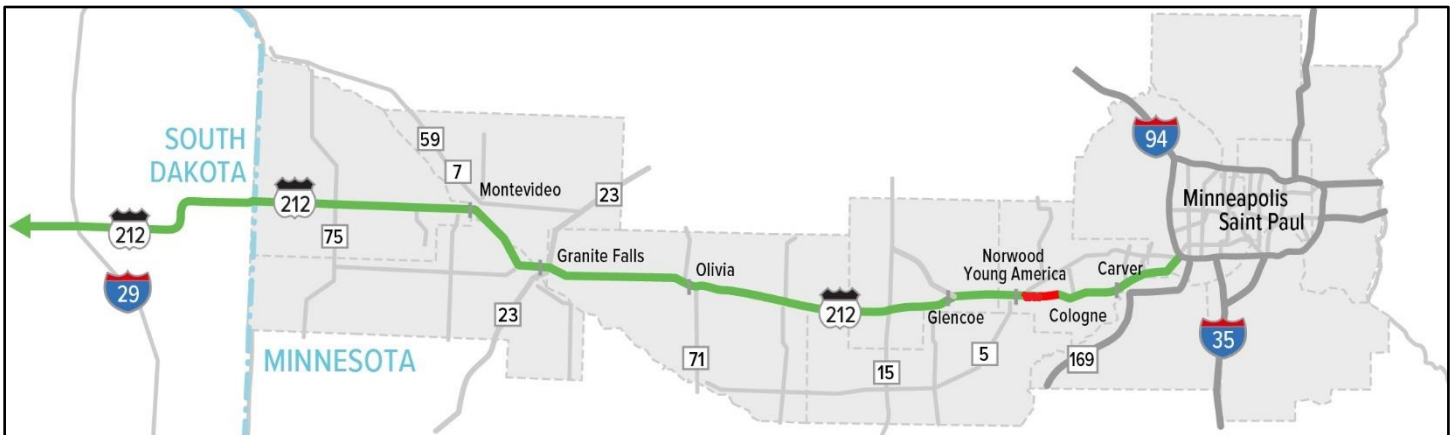 SOUTH
DAKOTA
59
7
Montevideo
23
94
Minneapolis
Saint Paul
212
212
75
Granite Falls
Olivia
Norwood
Young America
Carver
29
23
212
Glencoe
Cologne
35
MINNESOTA
71
15
5
169